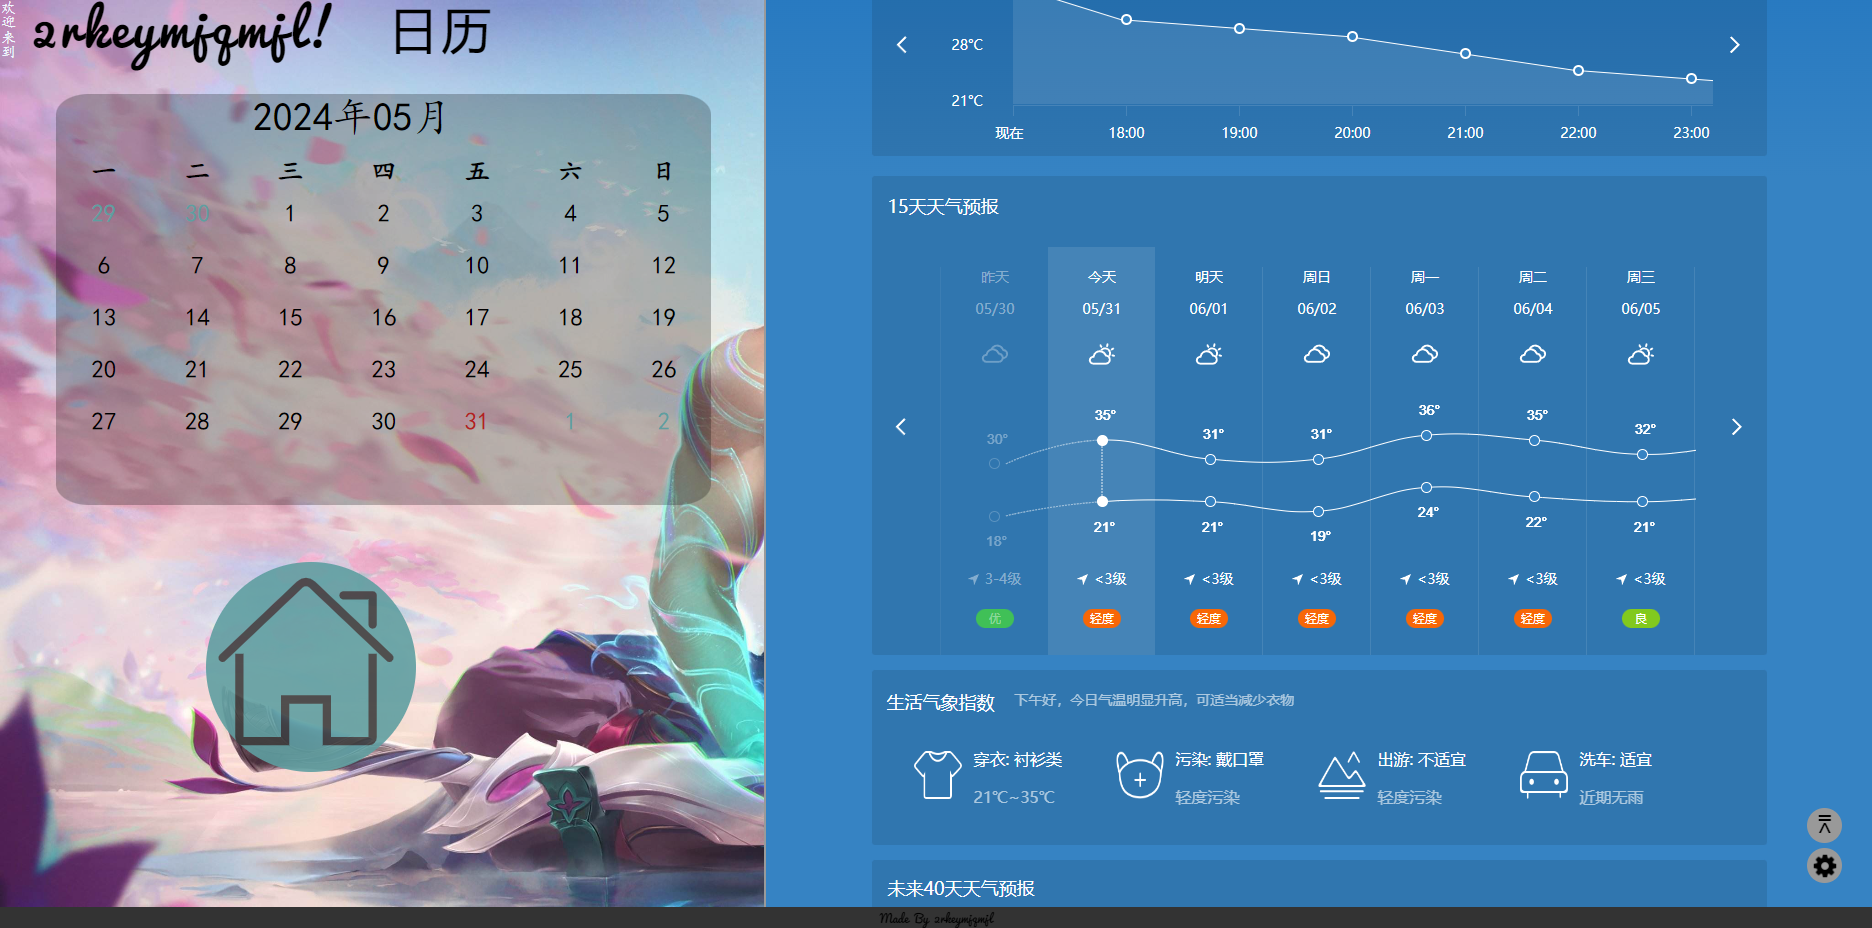 欢迎来到
2rkeymfqmfl! 日历
2024年05月
一 二 三 四 五 六 日
29 30 1 2 3 4 5
6 7 8 9 10 11 12
13 14 15 16 17 18 19
20 21 22 23 24 25 26
27 28 29 30 31 1 2
28°C
21°C
现在 18:00 19:00 20:00 21:00 22:00 23:00
15天天气预报
昨天 今天 明天 周日 周一 周二 周三
05/30 05/31 06/01 06/02 06/03 06/04 06/05
30° 35° 31° 31° 36° 35° 32°
18° 21° 21° 19° 24° 22° 21°
3-4级 <3级 <3级 <3级 <3级 <3级 <3级
优 轻度 轻度 轻度 轻度 轻度 良
生活气象指数 下午好，今日气温明显升高，可适当减少衣物
穿衣: 衬衫类 污染: 戴口罩 出游: 不适宜 洗车: 适宜
21℃~35℃ 轻度污染 轻度污染 近期无雨
未来40天天气预报
Made By 2rkeymfqmfl